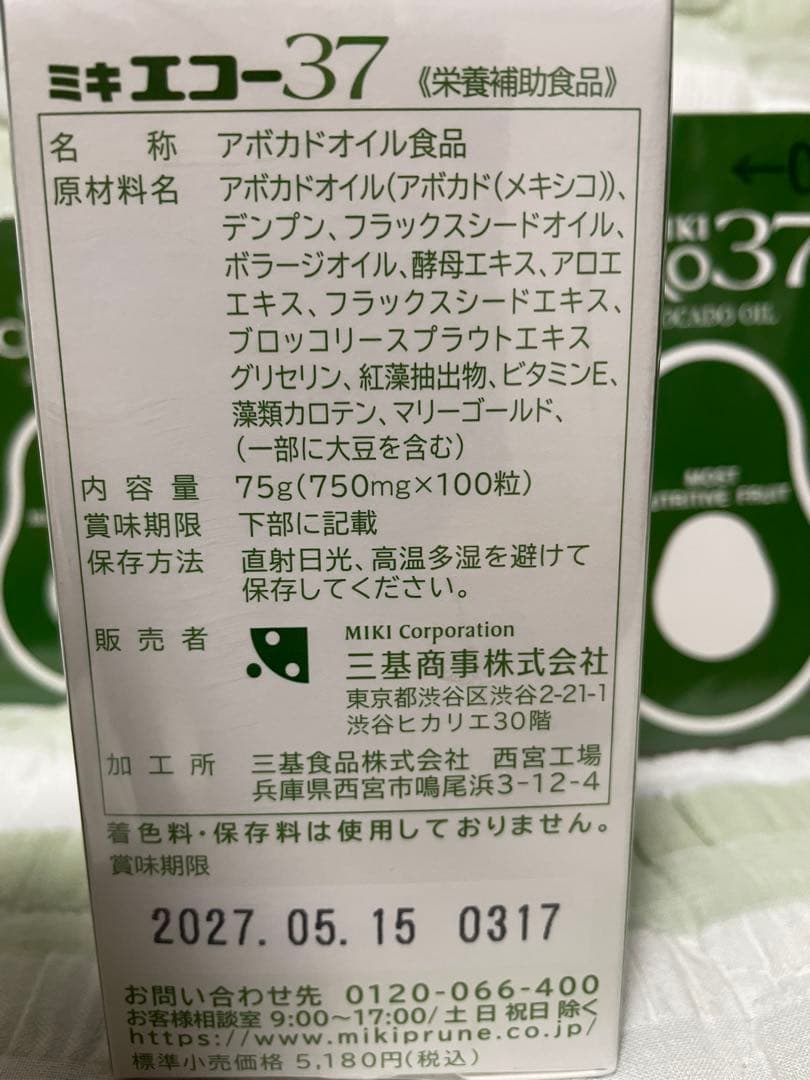 ミキエコー37 《栄養補助食品》
名称 アボカドオイル食品
原材料名 アボカドオイル(アボカド(メキシコ))、
デンプン、フラックスシードオイル、
ボラージオイル、酵母エキス、アロエ
エキス、フラックスシードエキス、
ブロッコリースプラウトエキス
グリセリン、紅藻抽出物、ビタミンE、
藻類カロテン、マリーゴールド、
(一部に大豆を含む)
内容量 75g(750mg×100粒)
賞味期限 下部に記載
保存方法 直射日光、高温多湿を避けて
保存してください。
販売者 MIKI Corporation
三基商事株式会社
東京都渋谷区渋谷2-21-1
渋谷ヒカリエ30階
加工所 三基食品株式会社 西宮工場
兵庫県西宮市鳴尾浜3-12-4
着色料・保存料は使用しておりません。
賞味期限
2027.05.15 0317
お問い合わせ先 0120-066-400
お客様相談室 9:00~17:00/土日祝日除く
https://www.mikiprune.co.jp/
標準小売価格 5,180円(税込)
37
OIL
MOST
FRUIT